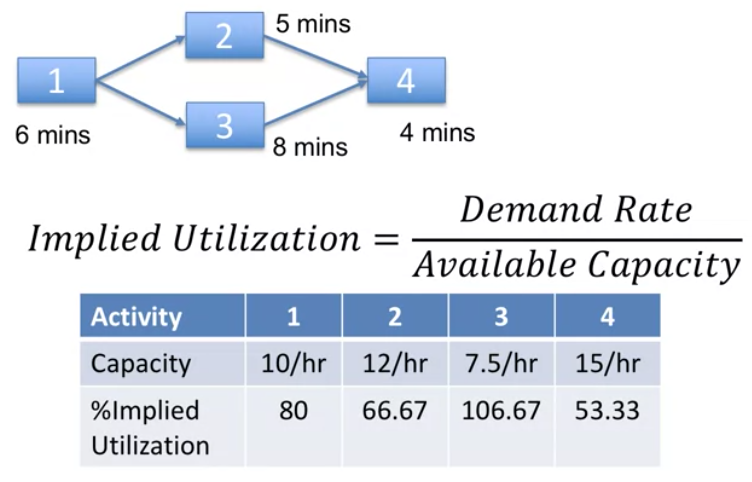 2 5 mins
1 4
6 mins 3 8 mins 4 mins
Implied Utilization = Demand Rate / Available Capacity
Activity 1 2 3 4
Capacity 10/hr 12/hr 7.5/hr 15/hr
%Implied 80 66.67 106.67 53.33
Utilization